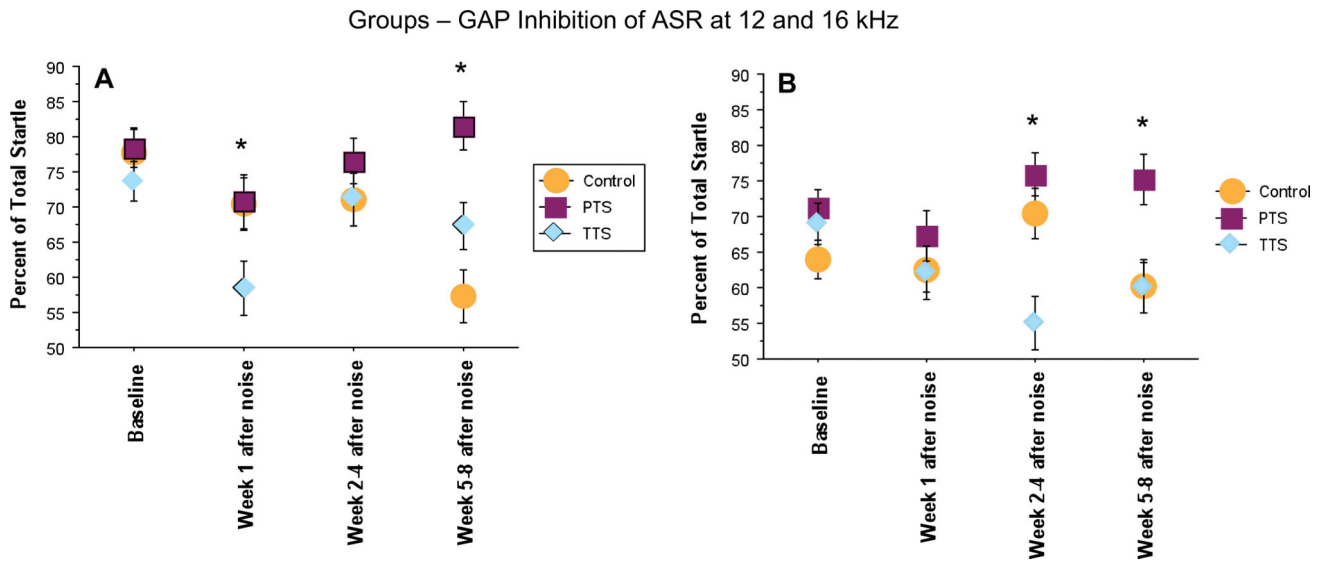 Groups – GAP Inhibition of ASR at 12 and 16 kHz
A
*
*
Percent of Total Startle
90
85
80
75
70
65
60
55
50
Baseline
Week 1 after noise
Week 2-4 after noise
Week 5-8 after noise
Control
PTS
TTS
B
*
*
Percent of Total Startle
90
85
80
75
70
65
60
55
50
Baseline
Week 1 after noise
Week 2-4 after noise
Week 5-8 after noise
Control
PTS
TTS